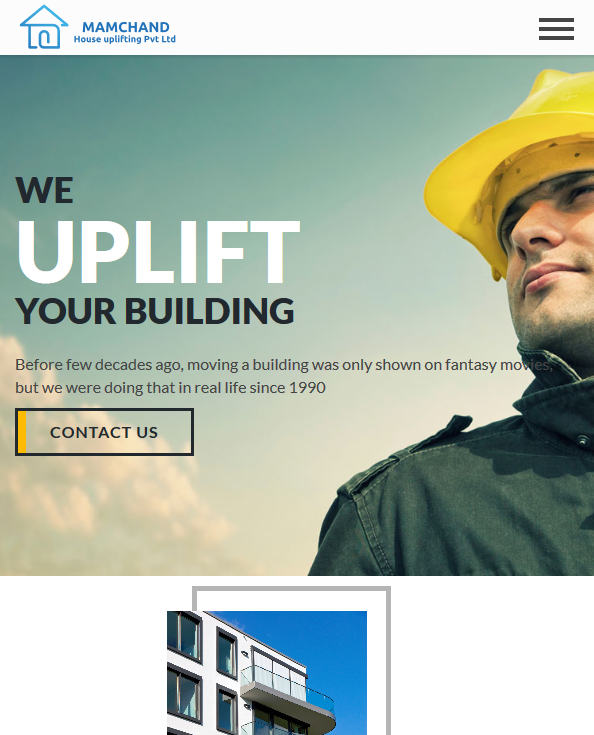 MAMCHAND
House uplifting Pvt Ltd
WE
UPLIFT
YOUR BUILDING
Before few decades ago, moving a building was only shown on fantasy movies,
but we were doing that in real life since 1990
CONTACT US